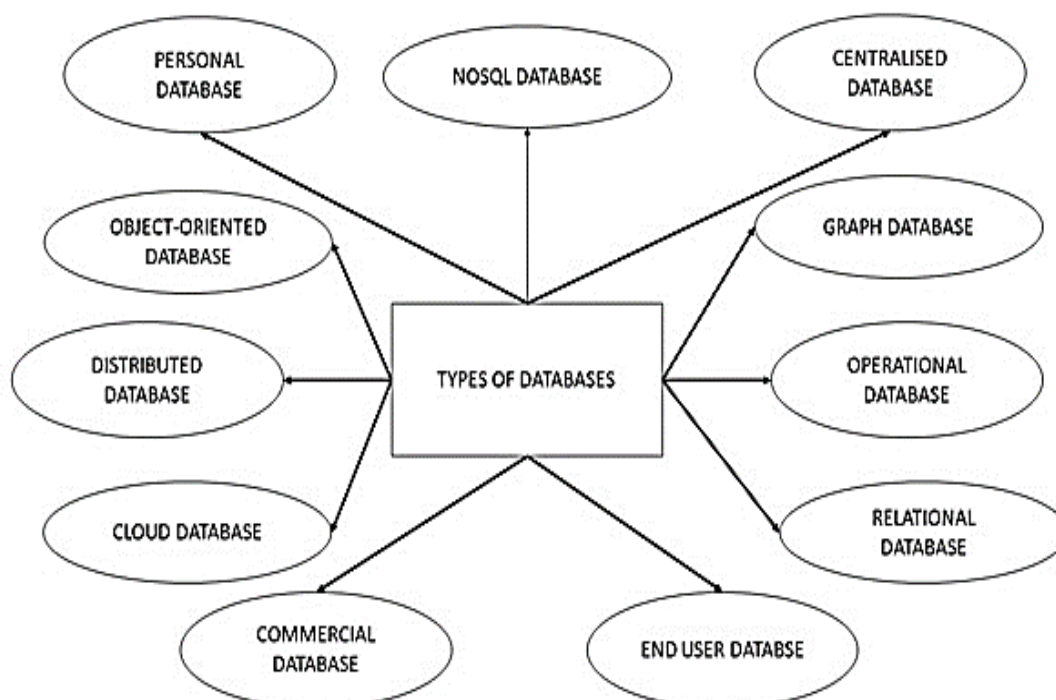 PERSONAL
DATABASE
NOSQL DATABASE
CENTRALISED
DATABASE
OBJECT-ORIENTED
DATABASE
GRAPH DATABASE
DISTRIBUTED
DATABASE
TYPES OF DATABASES
OPERATIONAL
DATABASE
CLOUD DATABASE
RELATIONAL
DATABASE
COMMERCIAL
DATABASE
END USER DATABSE